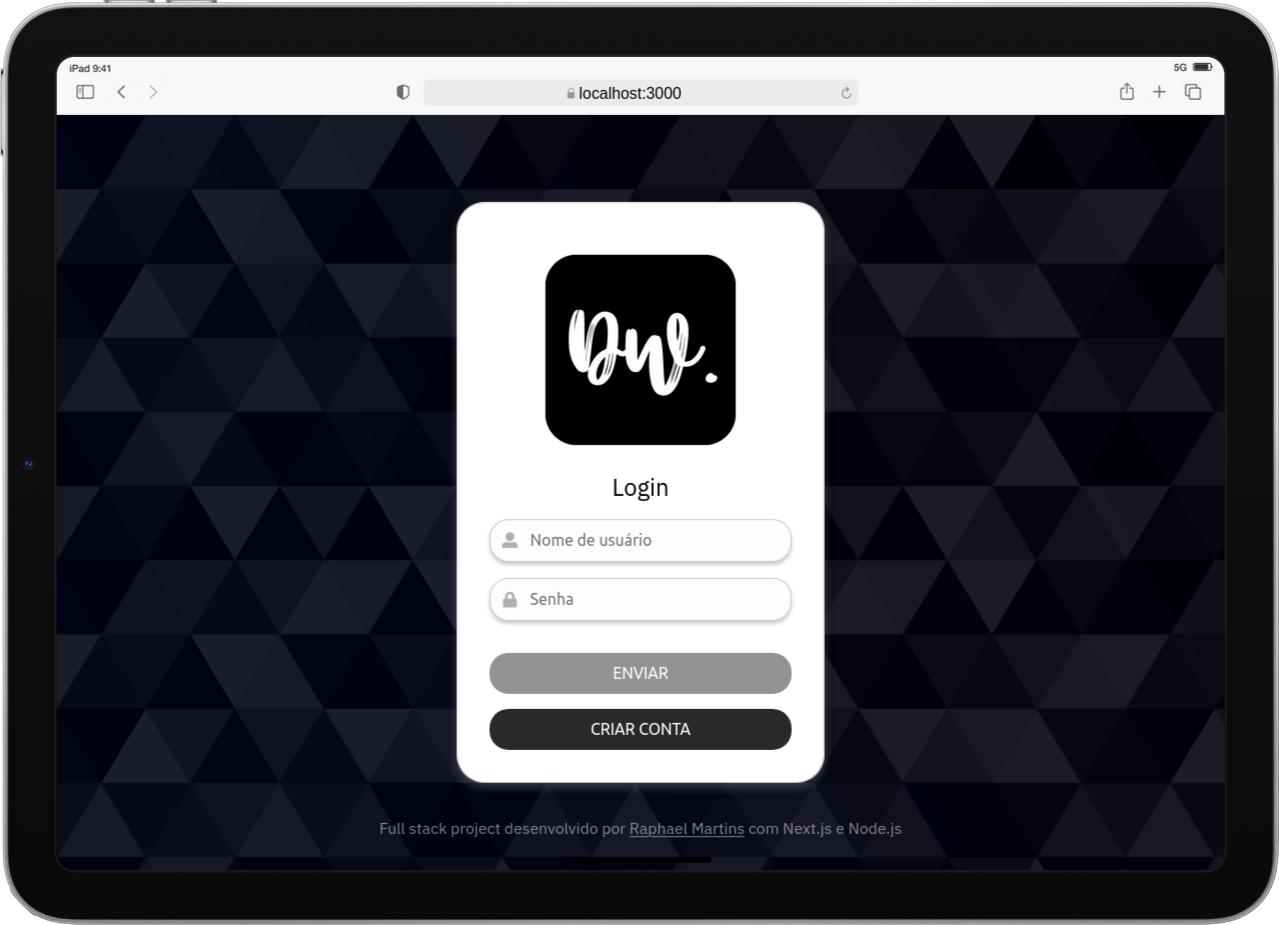 iPad 9:41
5G
localhost:3000
Dw.
Login
Nome de usuário
Senha
ENVIAR
CRIAR CONTA
Full stack project desenvolvido por Raphael Martins com Next.js e Node.js